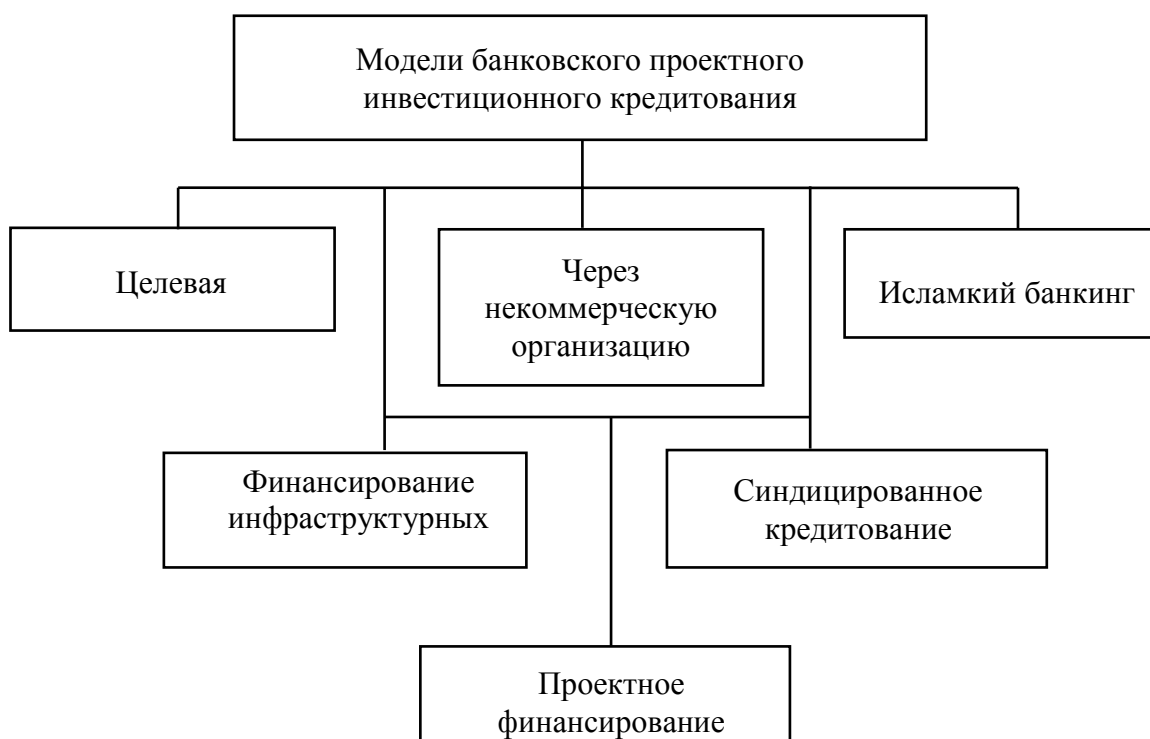 Модели банковского проектного
инвестиционного кредитования
Целевая
Через
некоммерческую
организацию
Исламкий банкинг
Финансирование
инфраструктурных
Синдицированное
кредитование
Проектное
финансирование